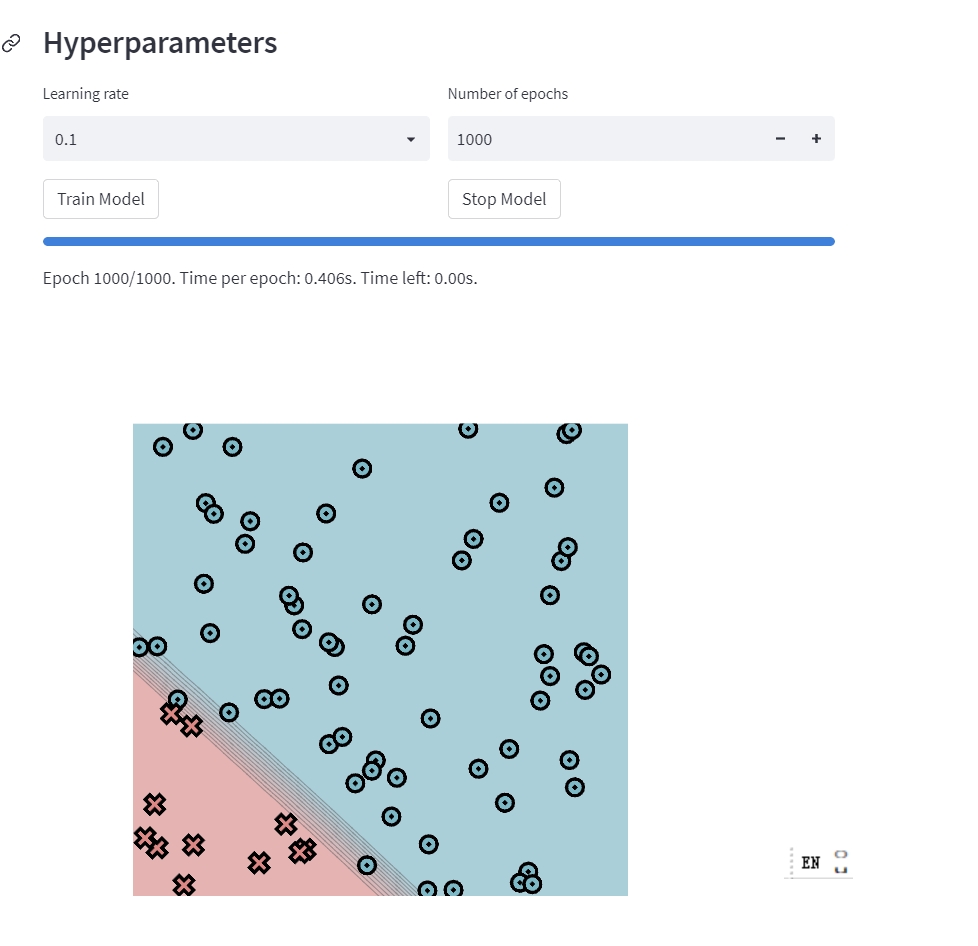 Hyperparameters
Learning rate
Number of epochs
0.1
1000
Train Model
Stop Model
Epoch 1000/1000. Time per epoch: 0.406s. Time left: 0.00s.
EN